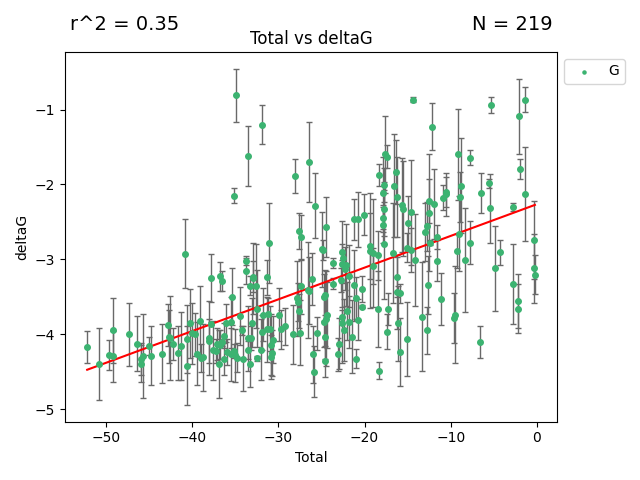 r^2 = 0.35
N = 219
Total vs deltaG
G
deltaG
−1
−2
−3
−4
−5
−50
−40
−30
−20
−10
0
Total